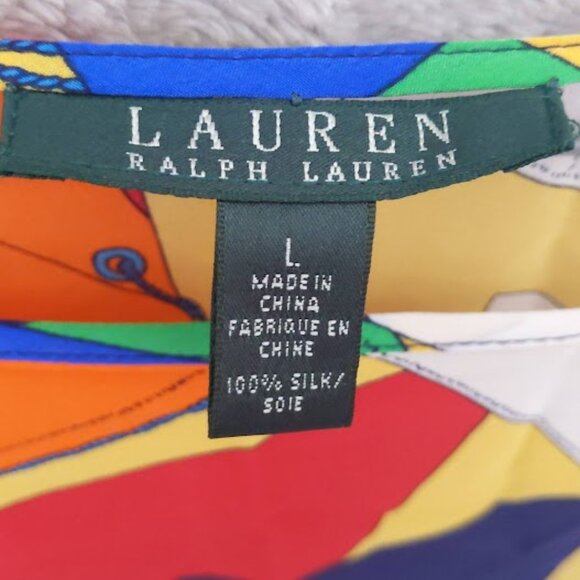 LAUREN
RALPH LAUREN
L
MADE IN
CHINA
FABRIQUE EN
CHINE
100% SILK/
SOIE